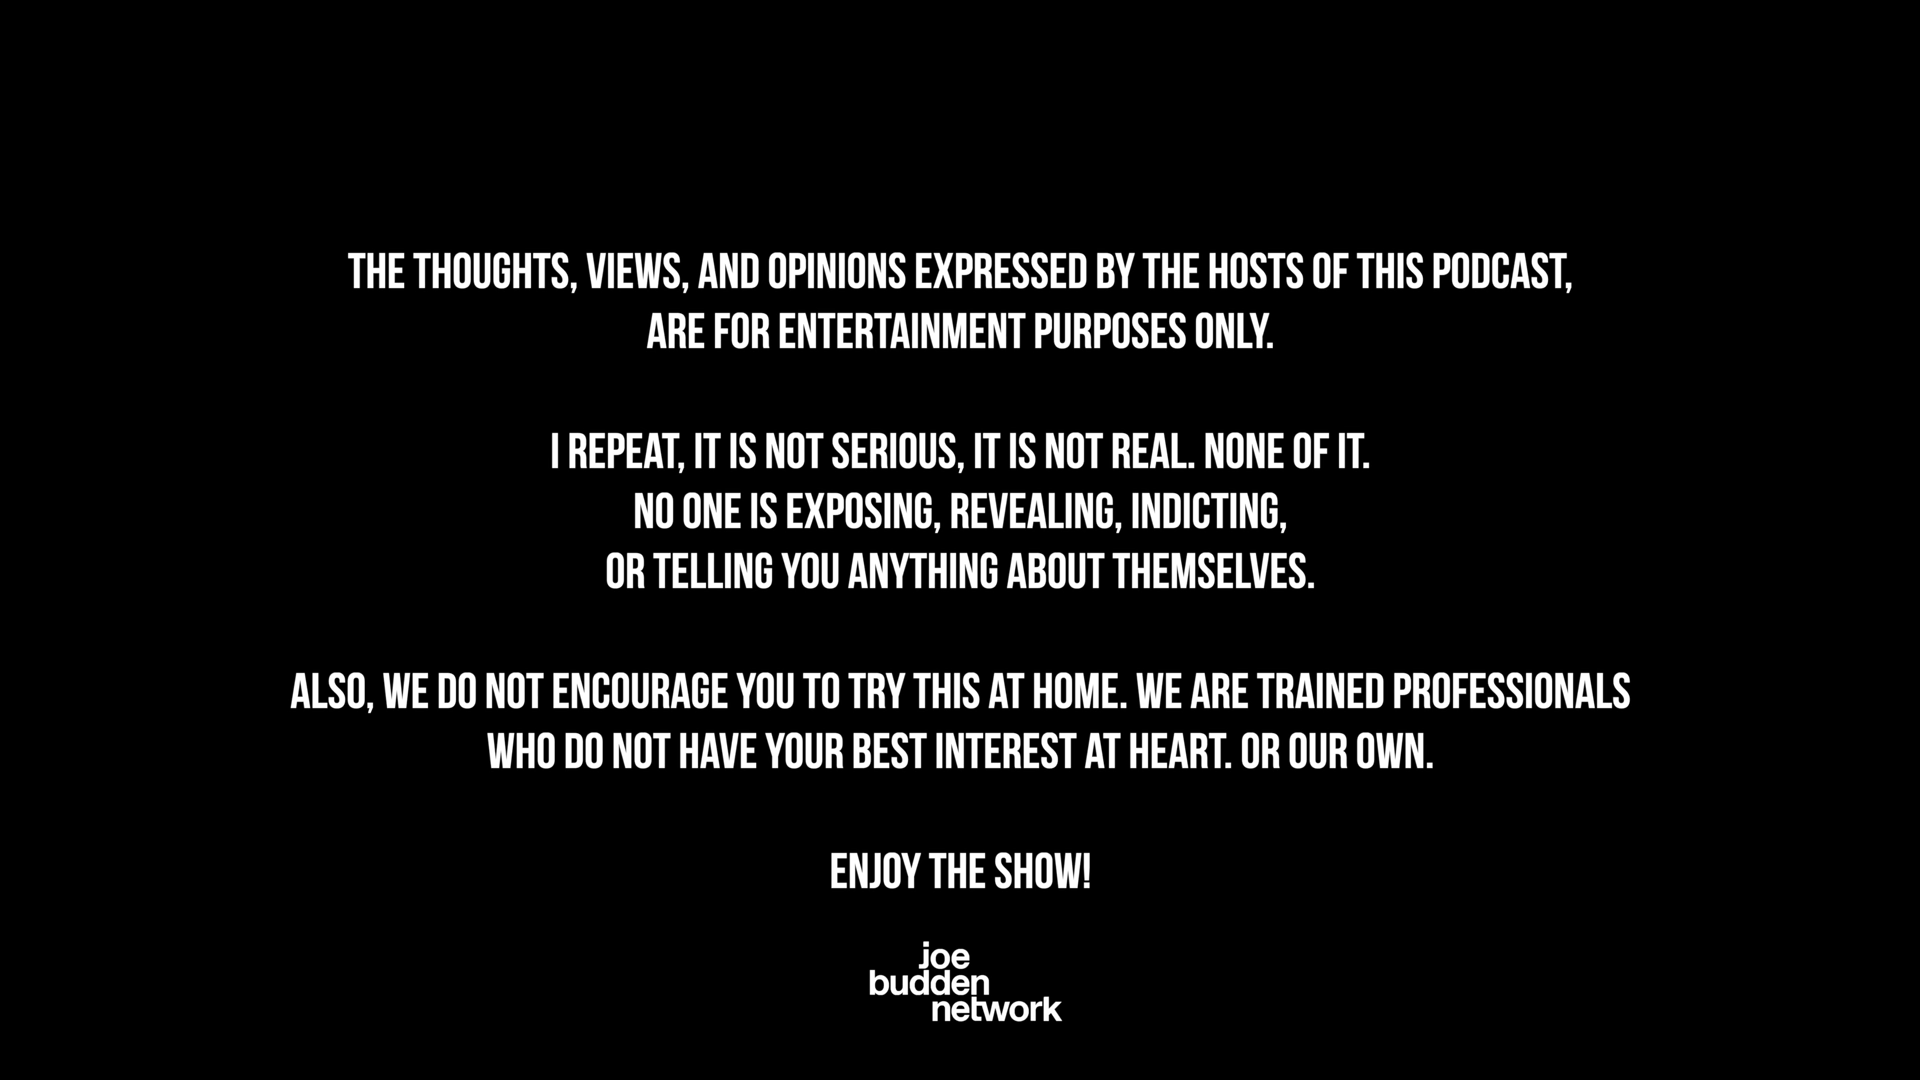 THE THOUGHTS, VIEWS, AND OPINIONS EXPRESSED BY THE HOSTS OF THIS PODCAST,
ARE FOR ENTERTAINMENT PURPOSES ONLY.
I REPEAT, IT IS NOT SERIOUS, IT IS NOT REAL. NONE OF IT.
NO ONE IS EXPOSING, REVEALING, INDICTING,
OR TELLING YOU ANYTHING ABOUT THEMSELVES.
ALSO, WE DO NOT ENCOURAGE YOU TO TRY THIS AT HOME. WE ARE TRAINED PROFESSIONALS
WHO DO NOT HAVE YOUR BEST INTEREST AT HEART. OR OUR OWN.
ENJOY THE SHOW!
joe
budden
network